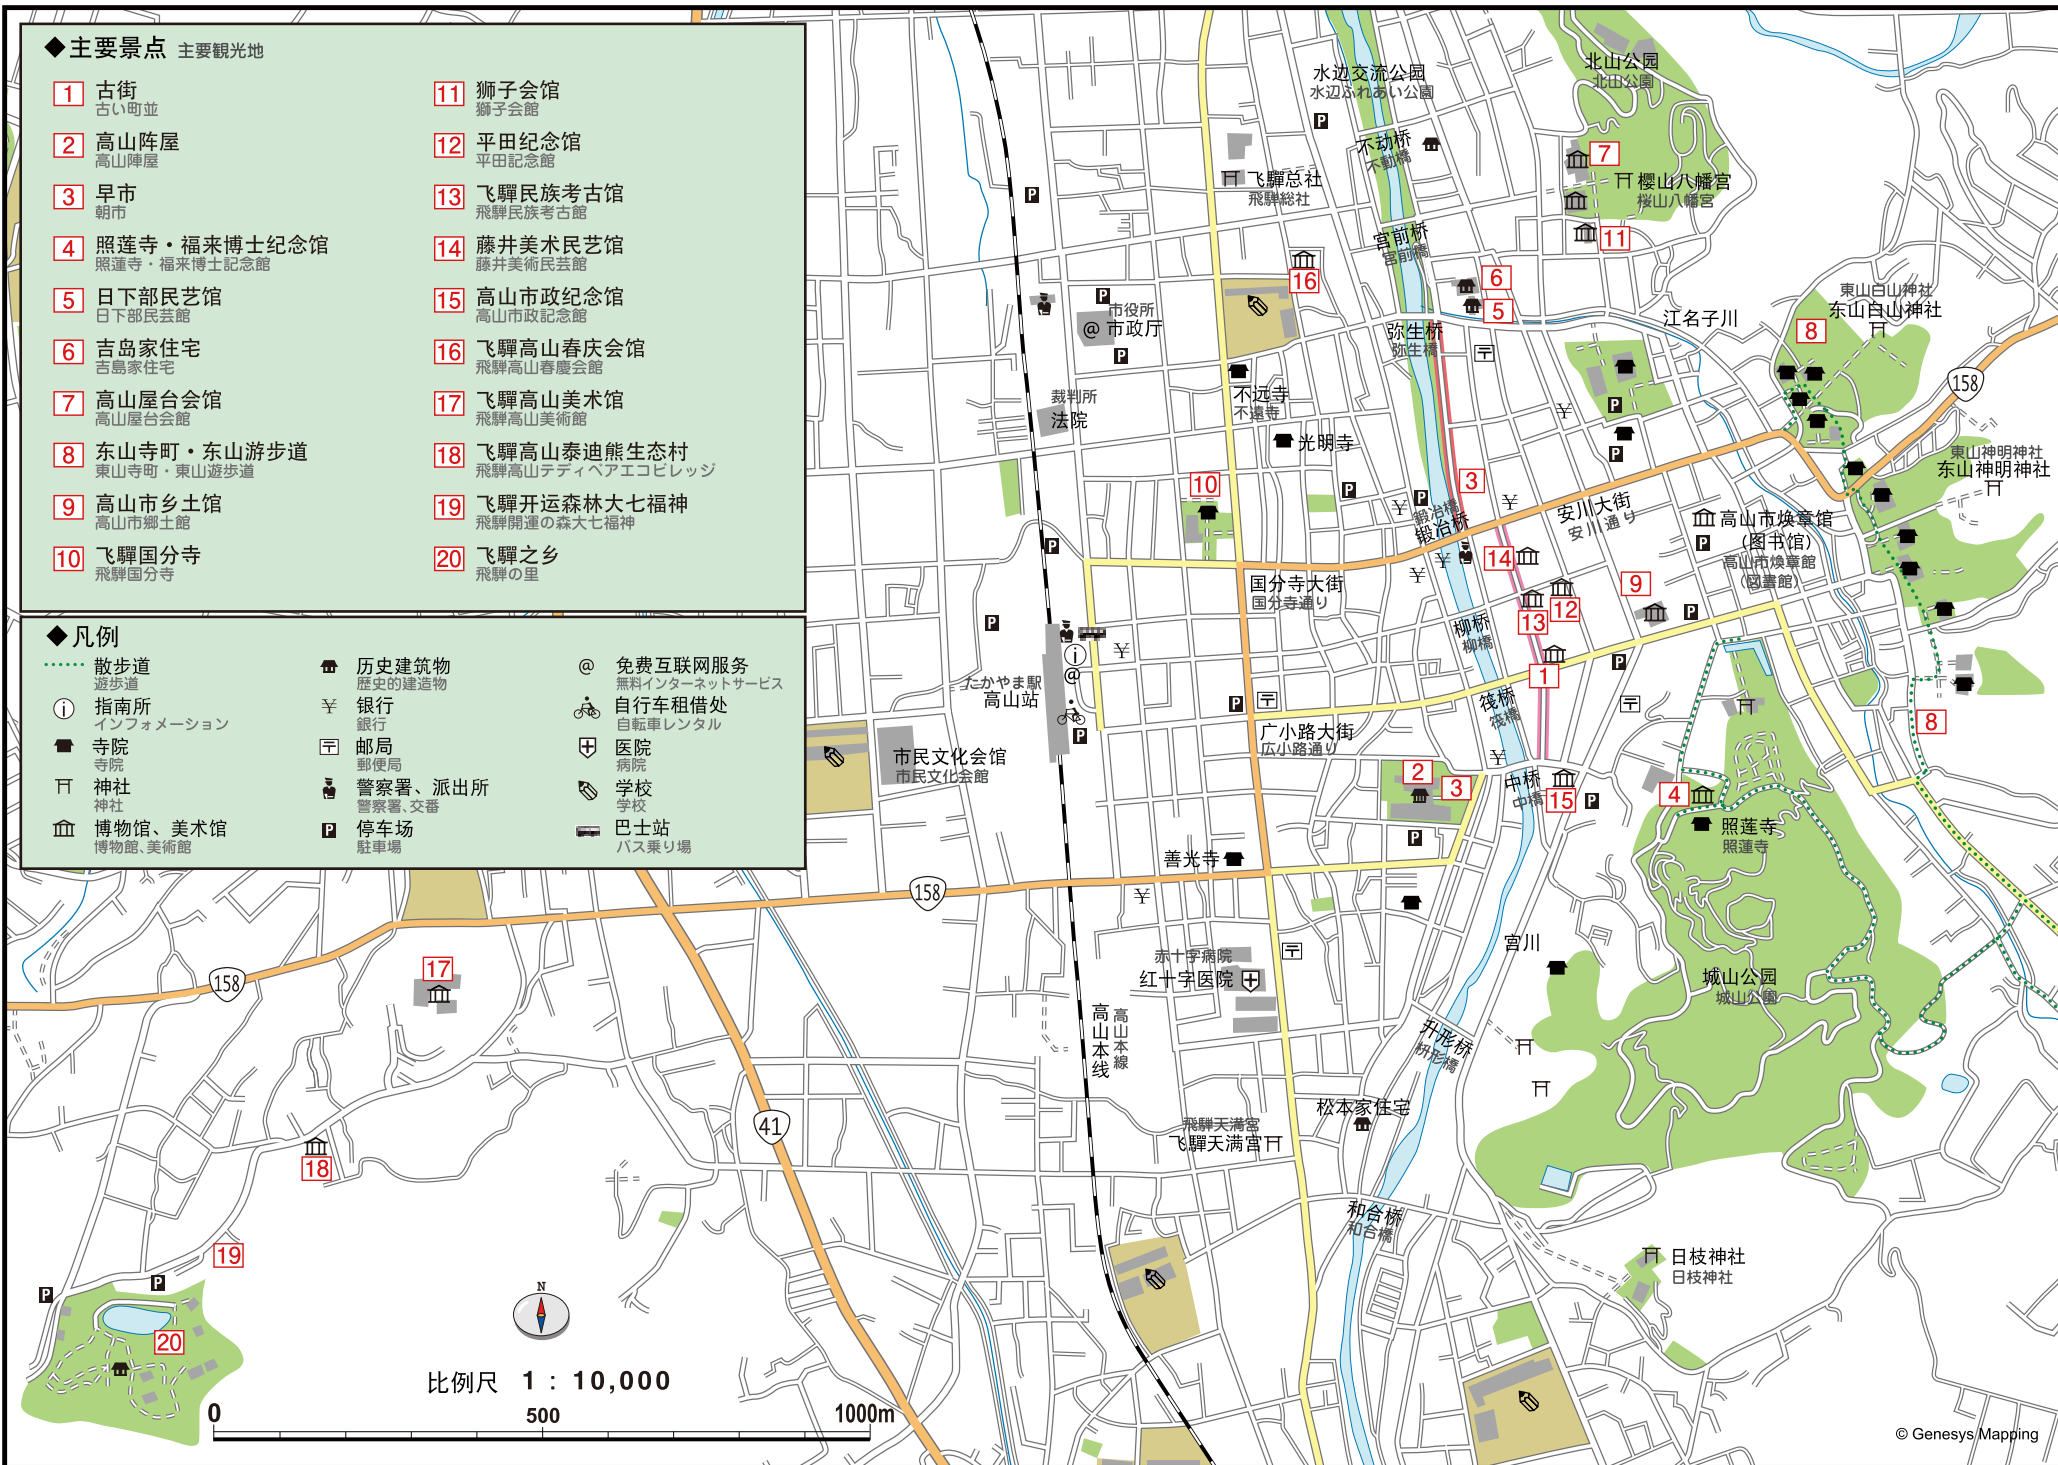 ◆主要景点 主要観光地
1 古街
古い町並
2 高山阵屋
高山陣屋
3 早市
朝市
4 照莲寺・福来博士纪念馆
照蓮寺・福来博士記念館
5 日下部民艺馆
日下部民芸館
6 吉岛家住宅
吉島家住宅
7 高山屋台会馆
高山屋台会館
8 东山寺町・东山游步道
東山寺町・東山遊歩道
9 高山市乡土馆
高山市郷土館
10 飞驒国分寺
飛騨国分寺
11 狮子会馆
獅子会館
12 平田纪念馆
平田記念館
13 飞驒民族考古馆
飛騨民族考古館
14 藤井美术民艺馆
藤井美術民芸館
15 高山市政纪念馆
高山市政記念館
16 飞驒高山春庆会馆
飛騨高山春慶会館
17 飞驒高山美术馆
飛騨高山美術館
18 飞驒高山泰迪熊生态村
飛騨高山テディベアエコビレッジ
19 飞驒开运森林大七福神
飛騨開運の森大七福神
20 飞驒之乡
飛騨の里
◆凡例
散步道
遊歩道
指南所
インフォメーション
寺院
寺院
神社
神社
博物馆、美术馆
博物館、美術館
历史建筑物
歴史的建造物
银行
銀行
邮局
郵便局
警察署、派出所
警察署、交番
停车场
駐車場
@ 免费互联网服务
無料インターネットサービス
自行车租借处
自転車レンタル
医院
病院
学校
学校
巴士站
バス乗り場
水边交流公园
水辺ふれあい公園
北山公园
北山公園
不动桥
不動橋
7
飞驒总社
飛騨総社
樱山八幡宫
桜山八幡宮
宫前桥
宮前橋
11
16
6
5
市役所
@ 市政厅
弥生桥
弥生橋
江名子川
東山白山神社
东山白山神社
8
158
裁判所
法院
不远寺
不遠寺
光明寺
東山神明神社
东山神明神社
10
3
鍛冶橋
锻冶桥
安川大街
安川通り
高山市焕章馆
(图书馆)
高山市煥章館
(図書館)
14
国分寺大街
国分寺通り
9
12
13
柳桥
柳橋
1
たかやま駅
高山站
@
筏桥
筏橋
8
广小路大街
広小路通り
市民文化会馆
市民文化会館
2
3
中桥
中橋
15
4
照莲寺
照蓮寺
善光寺
158
158
17
宫川
赤十字病院
红十字医院
城山公园
城山公園
高山本线
高山本線
升形桥
枡形橋
41
松本家住宅
飛騨天満宮
飞驒天满宫
18
和合桥
和合橋
19
日枝神社
日枝神社
20
N
比例尺 1 : 10,000
0 500 1000m
© Genesys Mapping